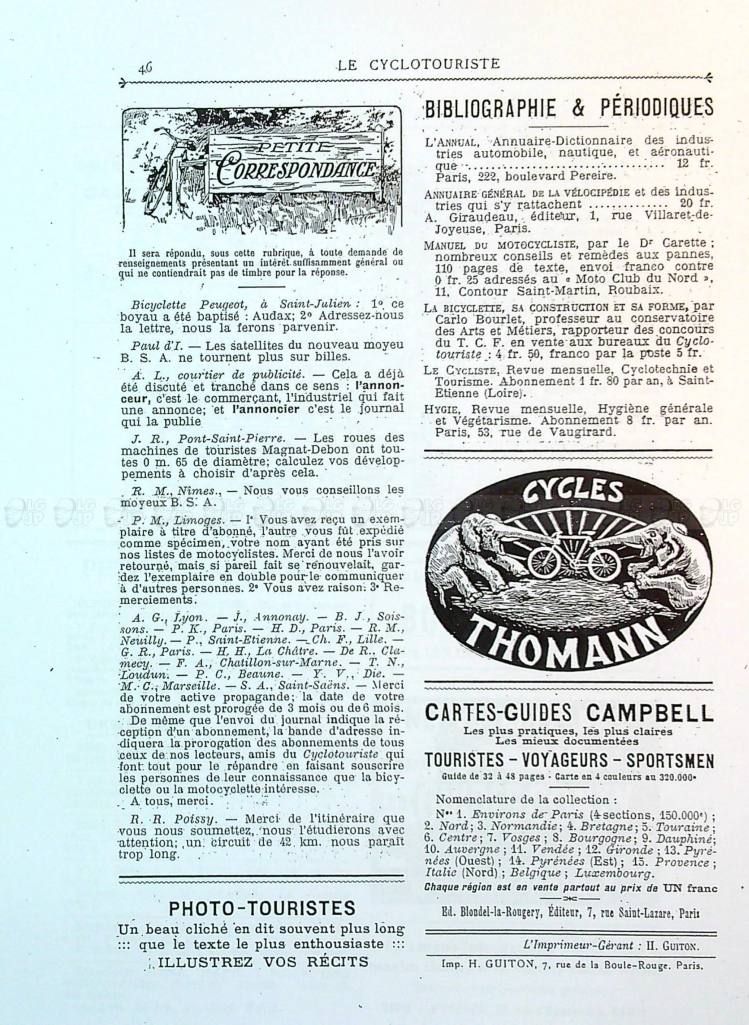 46
LE CYCLOTOURISTE
PETITE
CORRESPONDANCE
Il sera répondu, sous cette rubrique, à toute demande de
renseignements présentant un intérêt suffisamment général ou
qui ne contiendrait pas de timbre pour la réponse.
Bicyclette Peugeot, à Saint-Julien : 1º ce
boyau a été baptisé : Audax; 2º Adressez-nous
la lettre, nous la ferons parvenir.
Paul d'I. — Les satellites du nouveau moyeu
B. S. A. ne tournent plus sur billes.
A. L., courtier de publicité. — Cela a déjà
été discuté et tranché dans ce sens : l'annon-
ceur, c'est le commerçant, l'industriel qui fait
une annonce; et l'annoncier c'est le journal
qui la publie
J. R., Pont-Saint-Pierre. — Les roues des
machines de touristes Magnat-Debon ont tou-
tes 0 m. 65 de diamètre; calculez vos dévelop-
pements à choisir d'après cela.
R. M., Nimes., — Nous vous conseillons les
moyeux B. S. A.
P. M., Limoges. — 1º Vous avez reçu un exem-
plaire à titre d'abonné, l'autre vous fût expédié
comme spécimen, votre nom ayant été pris sur
nos listes de motocyclistes. Merci de nous l'avoir
retourné, mais si pareil fait se renouvelait, gar-
dez l'exemplaire en double pour le communiquer
à d'autres personnes. 2º Vous avez raison. 3º Re-
merciements.
A. G., Lyon. — J., Annonay. — B. J., Sois-
sons. — P. K., Paris. — H. D., Paris. — R. M.,
Neuilly. — P., Saint-Etienne. — Ch. F., Lille. —
G. R., Paris. — H. H., La Châtre. — De R., Cla-
mecy. — F. A., Chatillon-sur-Marne. — T. N.,
Loudun. — P. C., Beaune. — Y. V., Die. —
M. C., Marseille. — S. A., Saint-Saëns. — Merci
de votre active propagande; la date de votre
abonnement est prorogée de 3 mois ou de 6 mois.
De même que l'envoi du journal indique la ré-
ception d'un abonnement, la bande d'adresse in-
diquera la prorogation des abonnements de tous
ceux de nos lecteurs, amis du Cyclotouriste qui
font tout pour le répandre en faisant souscrire
les personnes de leur connaissance que la bicy-
clette ou la motocyclette intéresse.
A tous, merci.
R. R. Poissy. — Merci de l'itinéraire que
vous nous soumettez, nous l'étudierons avec
attention; un circuit de 42 km. nous paraît
trop long.
PHOTO-TOURISTES
Un beau cliché en dit souvent plus long
::: que le texte le plus enthousiaste :::
ILLUSTREZ VOS RÉCITS
BIBLIOGRAPHIE & PÉRIODIQUES
L'ANNUAL, Annuaire-Dictionnaire des indus-
tries automobile, nautique, et aéronauti-
que .............................. 12 fr.
Paris, 222, boulevard Pereire.
ANNUAIRE GÉNÉRAL DE LA VÉLOCIPÉDIE et des indus-
tries qui s'y rattachent .............. 20 fr.
A. Giraudeau, éditeur, 1, rue Villaret-de-
Joyeuse, Paris.
MANUEL DU MOTOCYCLISTE, par le Dr Carette;
nombreux conseils et remèdes aux pannes,
110 pages de texte, envoi franco contre
0 fr. 25 adressés au « Moto Club du Nord »,
11, Contour Saint-Martin, Roubaix.
LA BICYCLETTE, SA CONSTRUCTION ET SA FORME, par
Carlo Bourlet, professeur au conservatoire
des Arts et Métiers, rapporteur des concours
du T. C. F. en vente aux bureaux du Cyclo-
touriste : 4 fr. 50, franco par la poste 5 fr.
LE CYCLISTE, Revue mensuelle, Cyclotechnie et
Tourisme. Abonnement 1 fr. 80 par an, à Saint-
Etienne (Loire).
HYGIE, Revue mensuelle, Hygiène générale
et Végétarisme. Abonnement 8 fr. par an.
Paris, 53, rue de Vaugirard.
CYCLES
THOMANN
CARTES-GUIDES CAMPBELL
Les plus pratiques, les plus claires
Les mieux documentées
TOURISTES - VOYAGEURS - SPORTSMEN
Guide de 32 à 48 pages - Carte en 4 couleurs au 320.000e
Nomenclature de la collection :
Nos 1. Environs de Paris (4 sections, 150.000e) ;
2. Nord; 3. Normandie; 4. Bretagne; 5. Touraine;
6. Centre; 7. Vosges; 8. Bourgogne; 9. Dauphiné;
10. Auvergne; 11. Vendée; 12. Gironde; 13. Pyré-
nées (Ouest); 14. Pyrénées (Est); 15. Provence;
Italie (Nord); Belgique; Luxembourg.
Chaque région est en vente partout au prix de UN franc
Ed. Blondel-la-Rougery, Éditeur, 7, rue Saint-Lazare, Paris
L'Imprimeur-Gérant : H. GUITON.
Imp. H. GUITON, 7, rue de la Boule-Rouge, Paris.